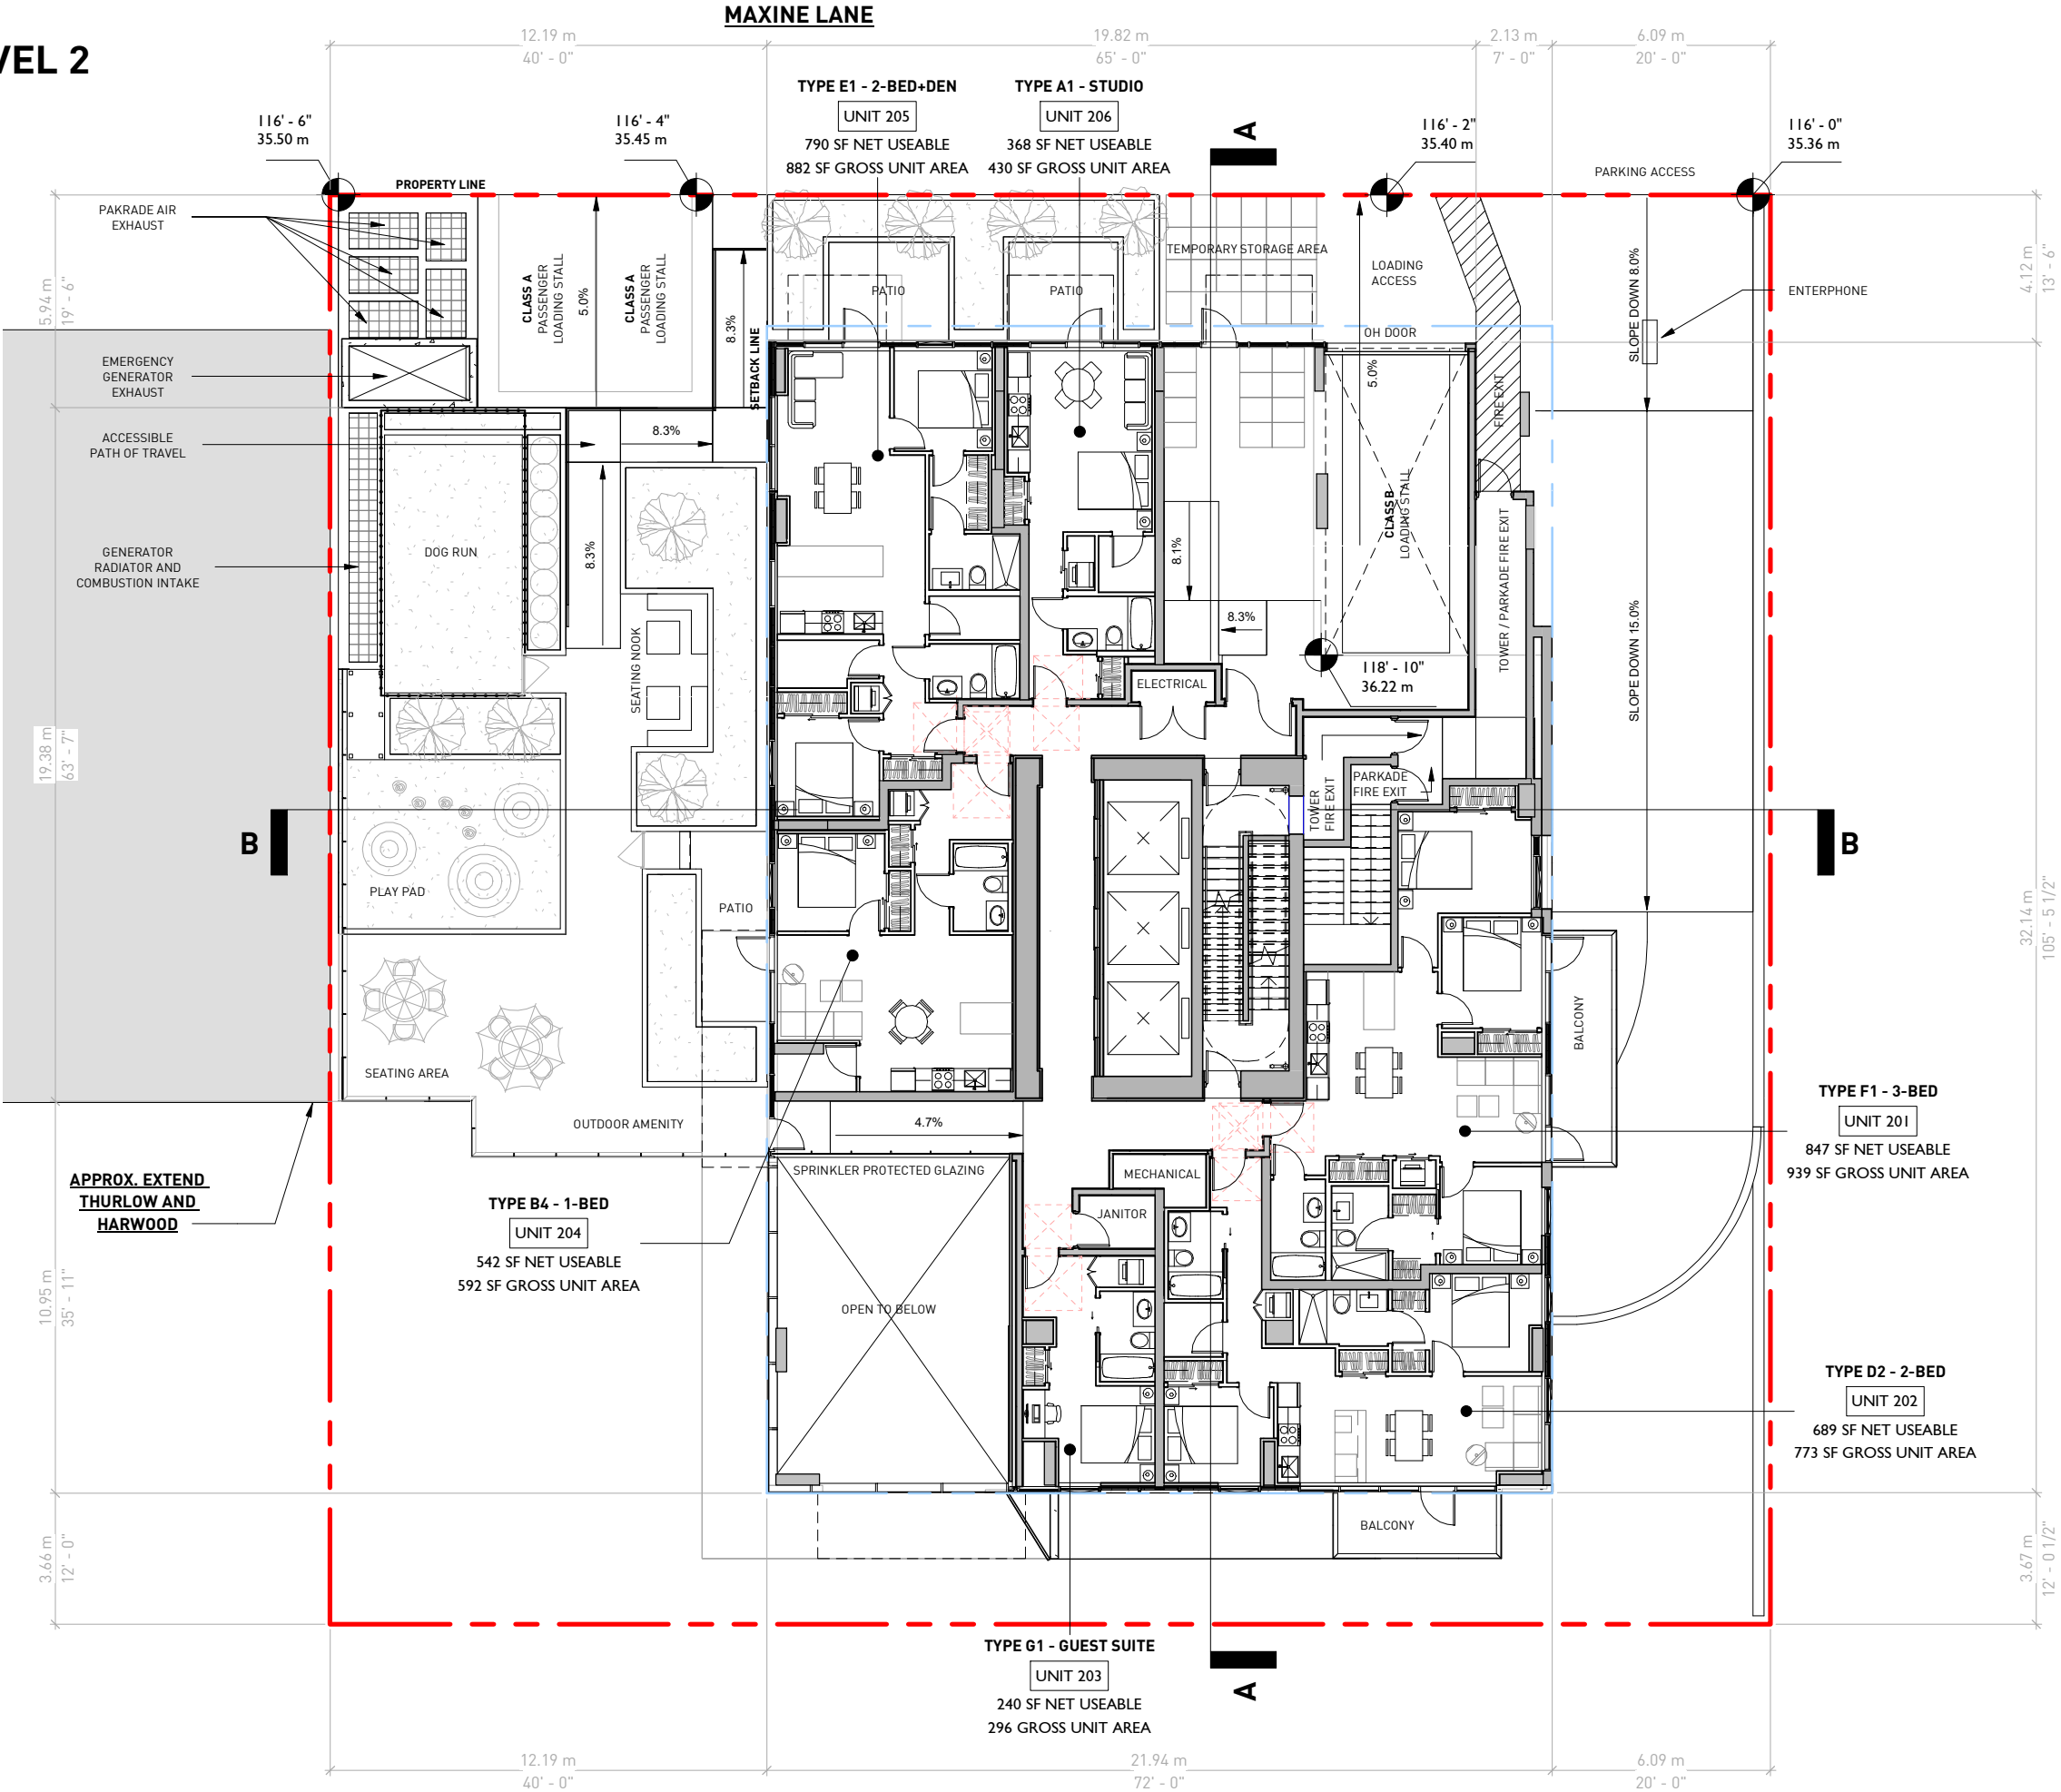 MAXINE LANE
VEL 2
12.19 m
40' - 0"
19.82 m
65' - 0"
2.13 m
7' - 0"
6.09 m
20' - 0"
TYPE E1 - 2-BED+DEN
UNIT 205
790 SF NET USEABLE
882 SF GROSS UNIT AREA
TYPE A1 - STUDIO
UNIT 206
368 SF NET USEABLE
430 SF GROSS UNIT AREA
A
116' - 6"
35.50 m
116' - 4"
35.45 m
116' - 2"
35.40 m
116' - 0"
35.36 m
PARKING ACCESS
PROPERTY LINE
PAKRADE AIR
EXHAUST
CLASS A
PASSENGER
LOADING STALL
5.0%
CLASS A
PASSENGER
LOADING STALL
8.3%
SETBACK LINE
PATIO
PATIO
TEMPORARY STORAGE AREA
LOADING
ACCESS
OH DOOR
5.0%
SLOPE DOWN 8.0%
ENTERPHONE
5.94 m
19' - 6"
4.12 m
13' - 6"
EMERGENCY
GENERATOR
EXHAUST
ACCESSIBLE
PATH OF TRAVEL
8.3%
FIRE EXIT
GENERATOR
RADIATOR AND
COMBUSTION INTAKE
DOG RUN
8.3%
8.1%
8.3%
CLASS B
LOADING STALL
TOWER / PARKADE FIRE EXIT
SLOPE DOWN 15.0%
SEATING NOOK
ELECTRICAL
118' - 10"
36.22 m
19.38 m
63' - 7"
TOWER
FIRE EXIT
PARKADE
FIRE EXIT
B
B
PLAY PAD
PATIO
32.14 m
105' - 5 1/2"
BALCONY
SEATING AREA
OUTDOOR AMENITY
4.7%
TYPE F1 - 3-BED
UNIT 201
847 SF NET USEABLE
939 SF GROSS UNIT AREA
APPROX. EXTEND
THURLOW AND
HARWOOD
SPRINKLER PROTECTED GLAZING
MECHANICAL
JANITOR
TYPE B4 - 1-BED
UNIT 204
542 SF NET USEABLE
592 SF GROSS UNIT AREA
10.95 m
35' - 11"
OPEN TO BELOW
TYPE D2 - 2-BED
UNIT 202
689 SF NET USEABLE
773 SF GROSS UNIT AREA
BALCONY
3.66 m
12' - 0"
3.67 m
12' - 0 1/2"
TYPE G1 - GUEST SUITE
UNIT 203
240 SF NET USEABLE
296 GROSS UNIT AREA
A
12.19 m
40' - 0"
21.94 m
72' - 0"
6.09 m
20' - 0"